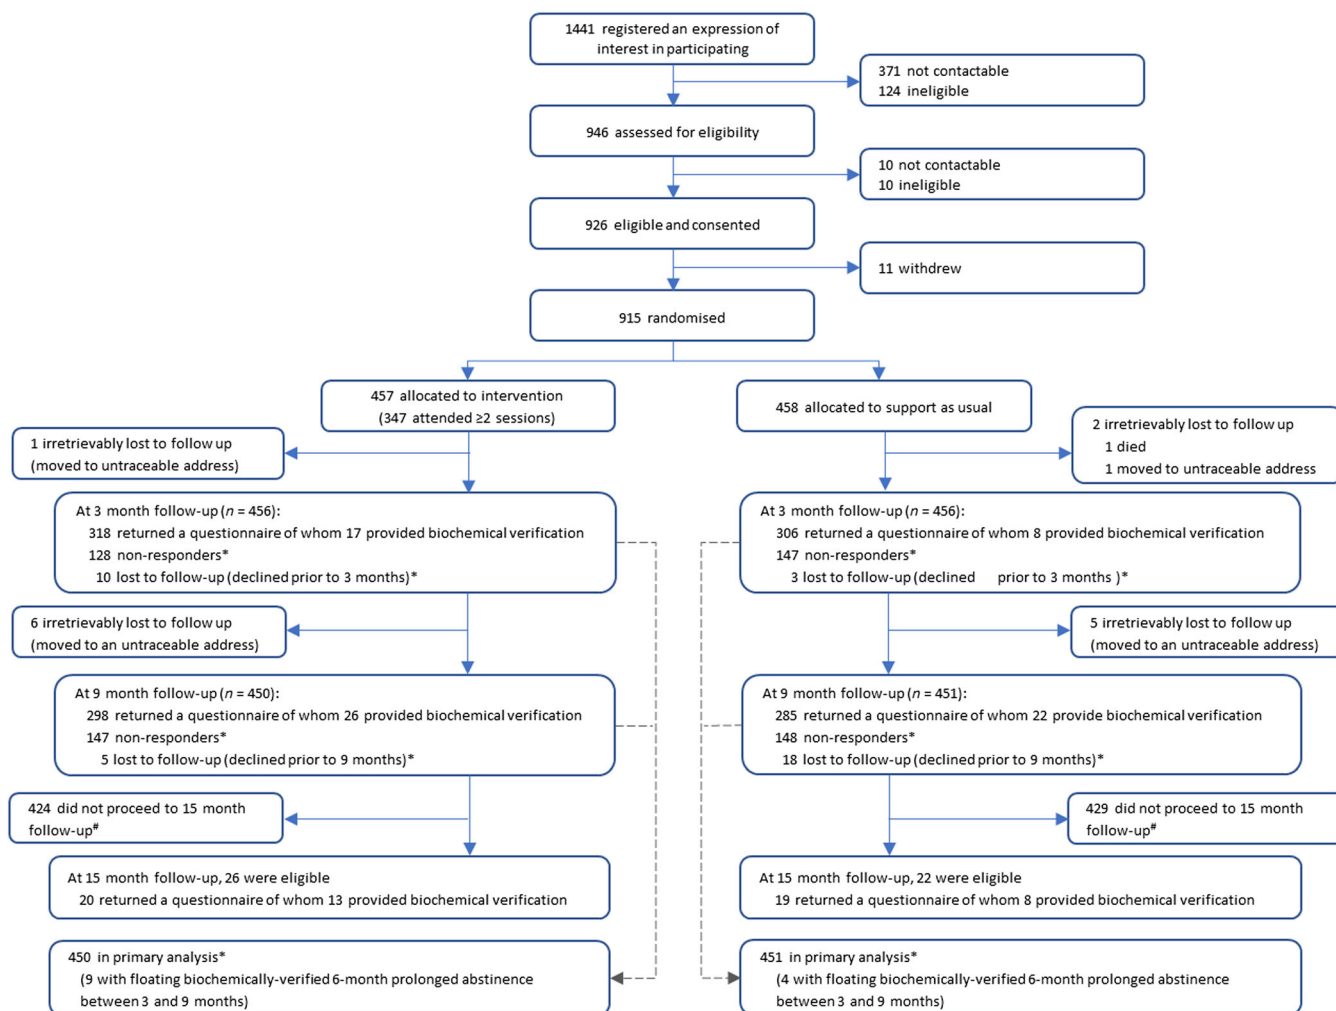 1441 registered an expression of
interest in participating
371 not contactable
124 ineligible
946 assessed for eligibility
10 not contactable
10 ineligible
926 eligible and consented
11 withdrew
915 randomised
457 allocated to intervention
(347 attended ≥2 sessions)
458 allocated to support as usual
1 irretrievably lost to follow up
(moved to untraceable address)
2 irretrievably lost to follow up
1 died
1 moved to untraceable address
At 3 month follow-up (n = 456):
318 returned a questionnaire of whom 17 provided biochemical verification
128 non-responders*
10 lost to follow-up (declined prior to 3 months)*
At 3 month follow-up (n = 456):
306 returned a questionnaire of whom 8 provided biochemical verification
147 non-responders*
3 lost to follow-up (declined prior to 3 months )*
6 irretrievably lost to follow up
(moved to an untraceable address)
5 irretrievably lost to follow up
(moved to an untraceable address)
At 9 month follow-up (n = 450):
298 returned a questionnaire of whom 26 provided biochemical verification
147 non-responders*
5 lost to follow-up (declined prior to 9 months)*
At 9 month follow-up (n = 451):
285 returned a questionnaire of whom 22 provide biochemical verification
148 non-responders*
18 lost to follow-up (declined prior to 9 months)*
424 did not proceed to 15 month
follow-up#
429 did not proceed to 15 month
follow-up#
At 15 month follow-up, 26 were eligible
20 returned a questionnaire of whom 13 provided biochemical verification
At 15 month follow-up, 22 were eligible
19 returned a questionnaire of whom 8 provided biochemical verification
450 in primary analysis*
(9 with floating biochemically-verified 6-month prolonged abstinence
between 3 and 9 months)
451 in primary analysis*
(4 with floating biochemically-verified 6-month prolonged abstinence
between 3 and 9 months)